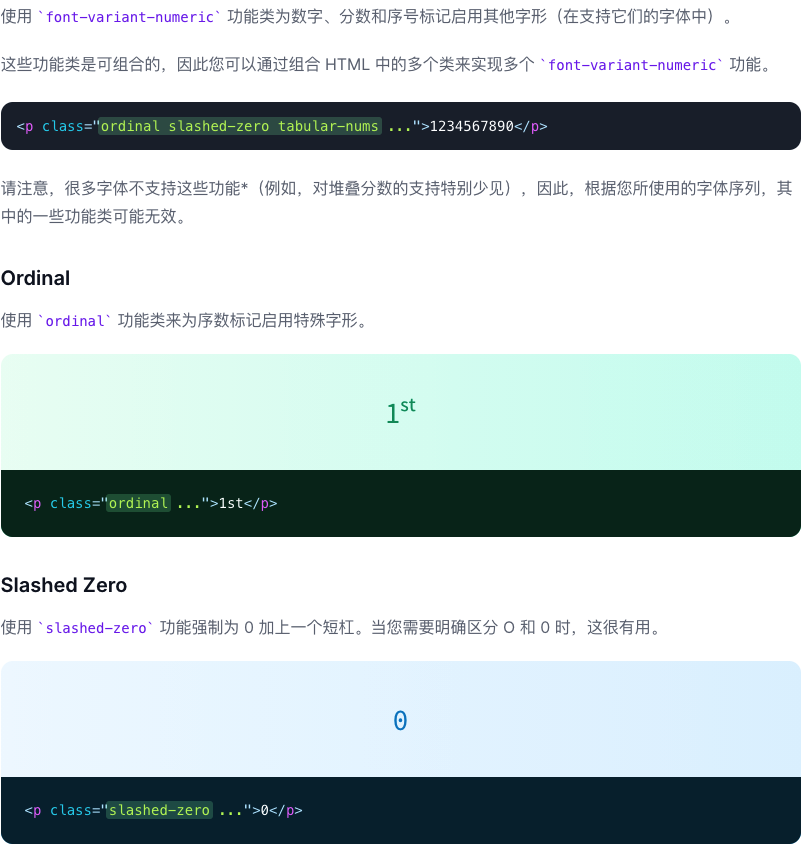 使用 `font-variant-numeric` 功能类为数字、分数和序号标记启用其他字形（在支持它们的字体中）。
这些功能类是可组合的，因此您可以通过组合 HTML 中的多个类来实现多个 `font-variant-numeric` 功能。
<p class="ordinal slashed-zero tabular-nums ...">1234567890</p>
请注意，很多字体不支持这些功能*（例如，对堆叠分数的支持特别少见），因此，根据您所使用的字体序列，其
中的一些功能类可能无效。
Ordinal
使用 `ordinal` 功能类来为序数标记启用特殊字形。
1st
<p class="ordinal ...">1st</p>
Slashed Zero
使用 `slashed-zero` 功能强制为 0 加上一个短杠。当您需要明确区分 O 和 0 时，这很有用。
0
<p class="slashed-zero ...">0</p>